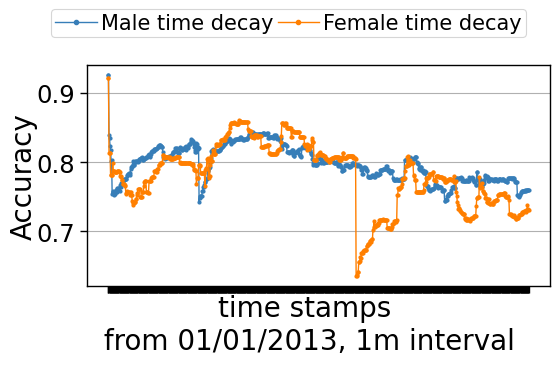 Male time decay Female time decay
0.9
0.8
0.7
Accuracy
time stamps
from 01/01/2013, 1m interval